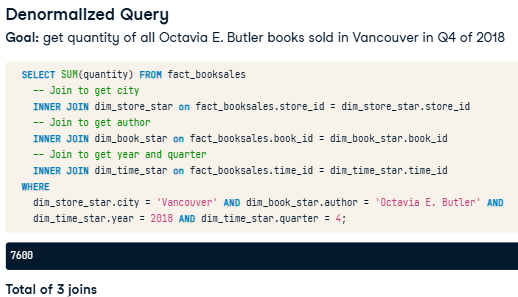 Denormalized Query
Goal: get quantity of all Octavia E. Butler books sold in Vancouver in Q4 of 2018
SELECT SUM(quantity) FROM fact_booksales
-- Join to get city
INNER JOIN dim_store_star on fact_booksales.store_id = dim_store_star.store_id
-- Join to get author
INNER JOIN dim_book_star on fact_booksales.book_id = dim_book_star.book_id
-- Join to get year and quarter
INNER JOIN dim_time_star on fact_booksales.time_id = dim_time_star.time_id
WHERE
dim_store_star.city = 'Vancouver' AND dim_book_star.author = 'Octavia E. Butler' AND
dim_time_star.year = 2018 AND dim_time_star.quarter = 4;
7600
Total of 3 joins